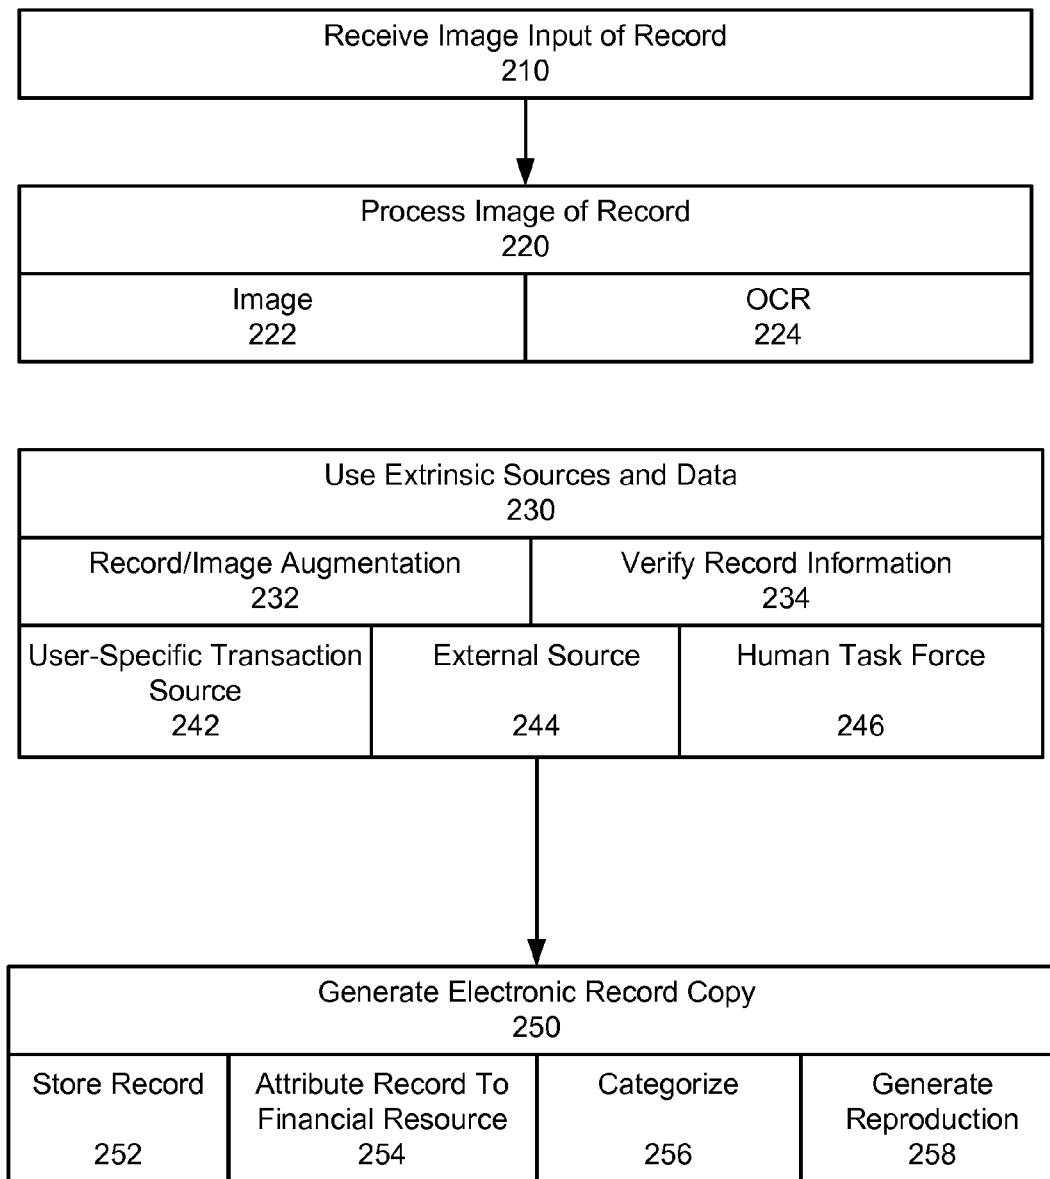 Receive Image Input of Record
210
Process Image of Record
220
Image
222
OCR
224
Use Extrinsic Sources and Data
230
Record/Image Augmentation
232
Verify Record Information
234
User-Specific Transaction
Source
242
External Source
244
Human Task Force
246
Generate Electronic Record Copy
250
Store Record
252
Attribute Record To
Financial Resource
254
Categorize
256
Generate
Reproduction
258